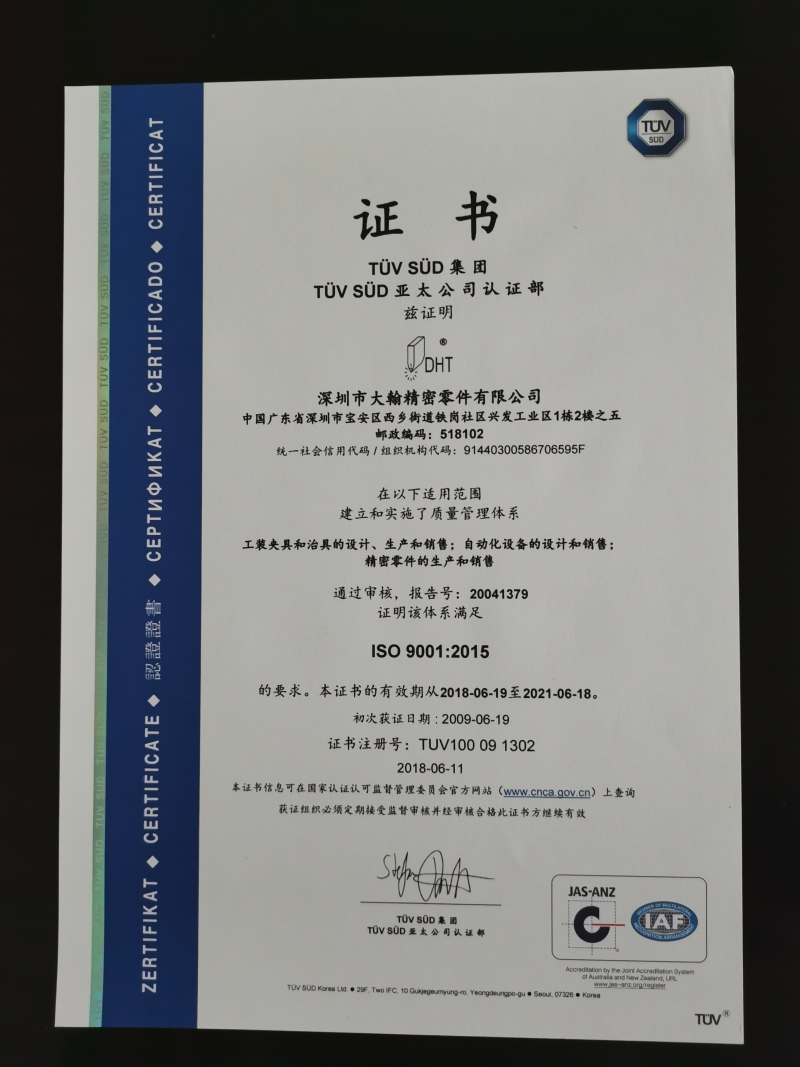 TÜV
SÜD
证 书
TÜV SÜD 集团
TÜV SÜD 亚太公司认证部
兹证明
DHT®
深圳市大翰精密零件有限公司
中国广东省深圳市宝安区西乡街道铁岗社区兴发工业区1栋2楼之五
邮政编码：518102
统一社会信用代码 / 组织机构代码：91440300586706595F
在以下适用范围
建立和实施了质量管理体系
工装夹具和治具的设计、生产和销售；自动化设备的设计和销售；
精密零件的生产和销售
通过审核，报告号：20041379
证明该体系满足
ISO 9001:2015
的要求。本证书的有效期从2018-06-19至2021-06-18。
初次获证日期 : 2009-06-19
证书注册号：TUV100 09 1302
2018-06-11
本证书信息可在国家认证认可监督管理委员会官方网站（www.cnca.gov.cn）上查询
获证组织必须定期接受监督审核并经审核合格此证书方继续有效
TÜV SÜD 集团
TÜV SÜD 亚太公司认证部
JAS-ANZ
MEMBER OF MULTILATERAL
IAF
RECOGNITION ARRANGEMENT
Accreditation by the Joint Accreditation System
of Australia and New Zealand, URL
www.jas-anz.org/register
TÜV SÜD Korea Ltd. ● 29F, Two IFC, 10 Gukjegeumyung-ro, Yeongdeungpo-gu ● Seoul, 07326 ● Korea
TÜV®
ZERTIFIKAT ◆ CERTIFICATE ◆ 認證證書 ◆ СЕРТИФИКАТ ◆ CERTIFICADO ◆ CERTIFICAT